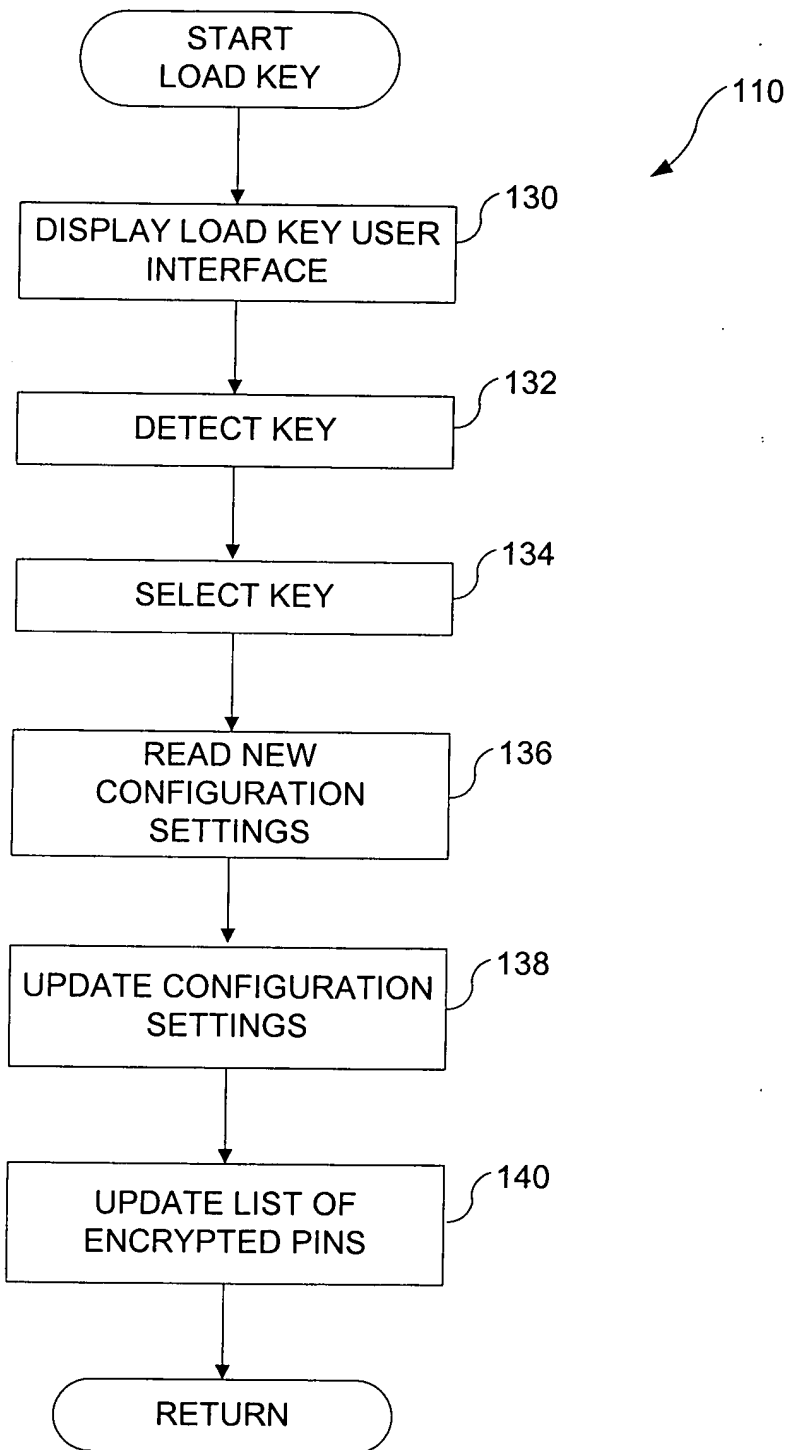 START
LOAD KEY
110
130
DISPLAY LOAD KEY USER
INTERFACE
132
DETECT KEY
134
SELECT KEY
136
READ NEW
CONFIGURATION
SETTINGS
138
UPDATE CONFIGURATION
SETTINGS
140
UPDATE LIST OF
ENCRYPTED PINS
RETURN